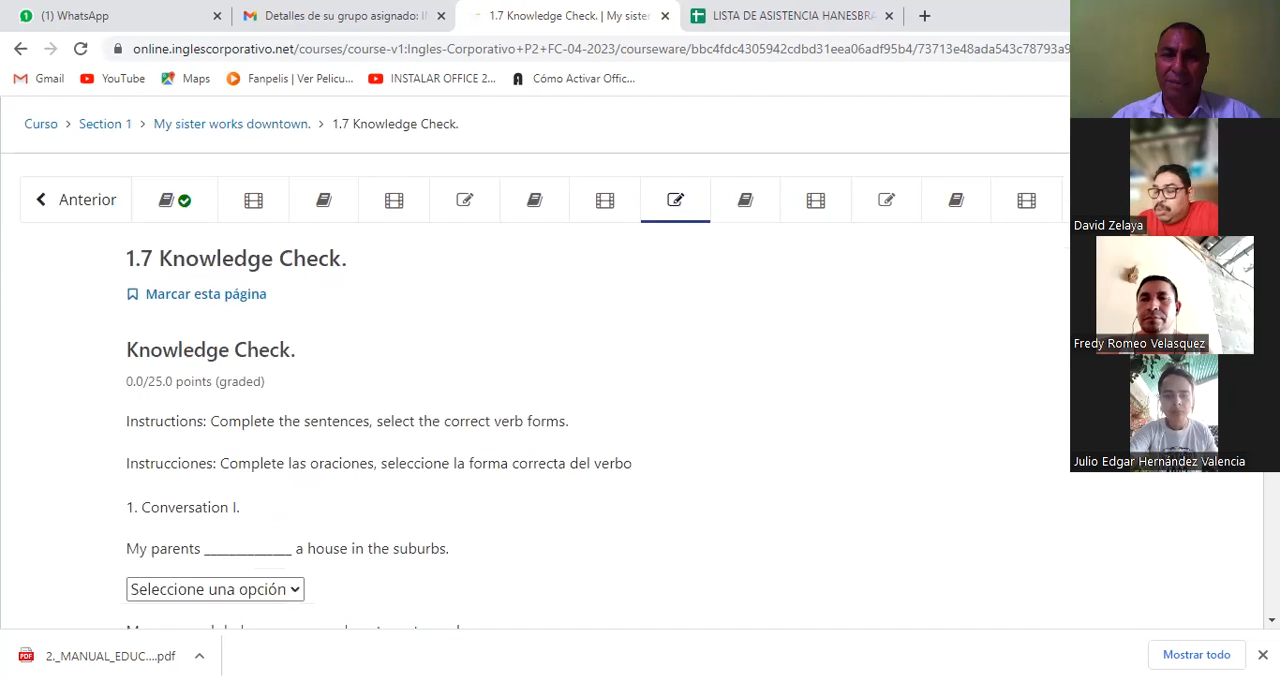 (1) WhatsApp
Detalles de su grupo asignado: IN
1.7 Knowledge Check. | My sister
LISTA DE ASISTENCIA HANESBRA
online.inglescorporativo.net/courses/course-v1:Ingles-Corporativo+P2+FC-04-2023/courseware/bbc4fdc4305942cdbd31eea06adf95b4/73713e48ada543c78793a9
Gmail YouTube Maps Fanpelis | Ver Pelicu... INSTALAR OFFICE 2... Cómo Activar Offic...
Curso > Section 1 > My sister works downtown. > 1.7 Knowledge Check.
Anterior
1.7 Knowledge Check.
Marcar esta página
Knowledge Check.
0.0/25.0 points (graded)
Instructions: Complete the sentences, select the correct verb forms.
Instrucciones: Complete las oraciones, seleccione la forma correcta del verbo
1. Conversation I.
My parents _____________ a house in the suburbs.
Seleccione una opción
2._MANUAL_EDUC....pdf
PDF
Mostrar todo
David Zelaya
Fredy Romeo Velasquez
Julio Edgar Hernández Valencia